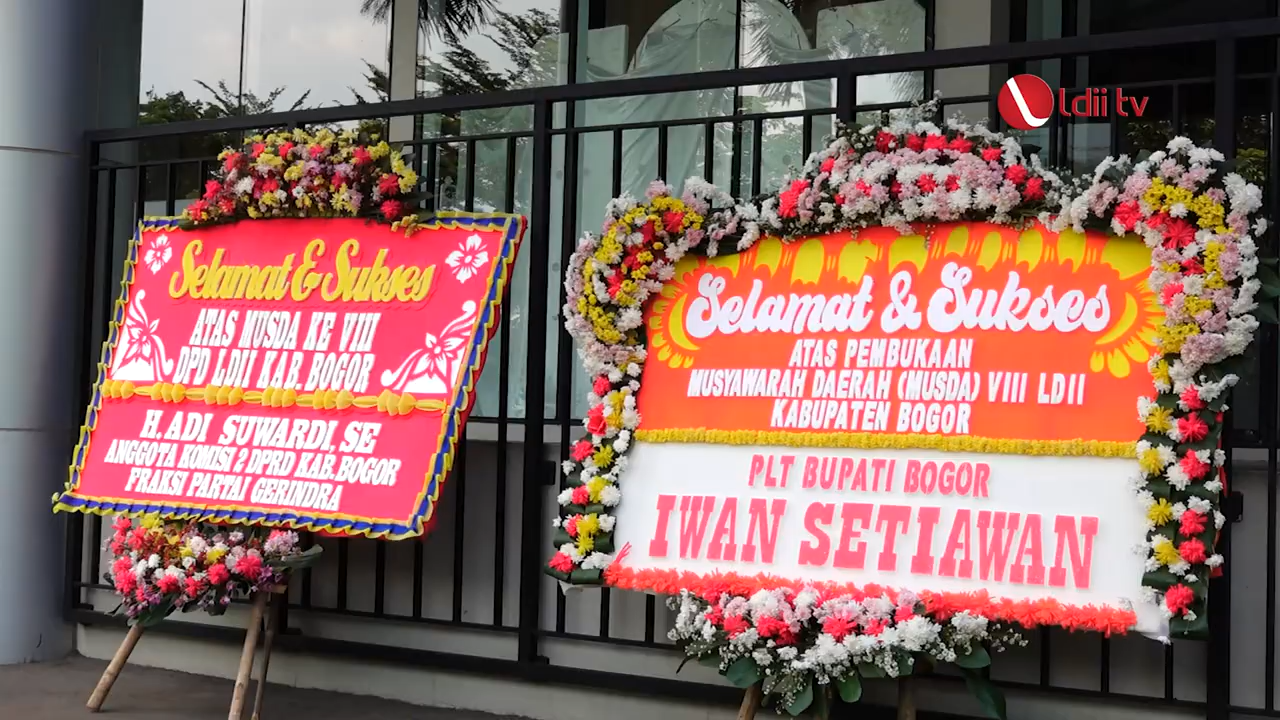 ldii tv
Selamat & Sukses
ATAS MUSDA KE VIII
DPD LDII KAB. BOGOR
H. ADI SUWARDI, SE
ANGGOTA KOMISI 2 DPRD KAB. BOGOR
FRAKSI PARTAI GERINDRA
Selamat & Sukses
ATAS PEMBUKAAN
MUSYAWARAH DAERAH (MUSDA) VIII LDII
KABUPATEN BOGOR
PLT BUPATI BOGOR
IWAN SETIAWAN